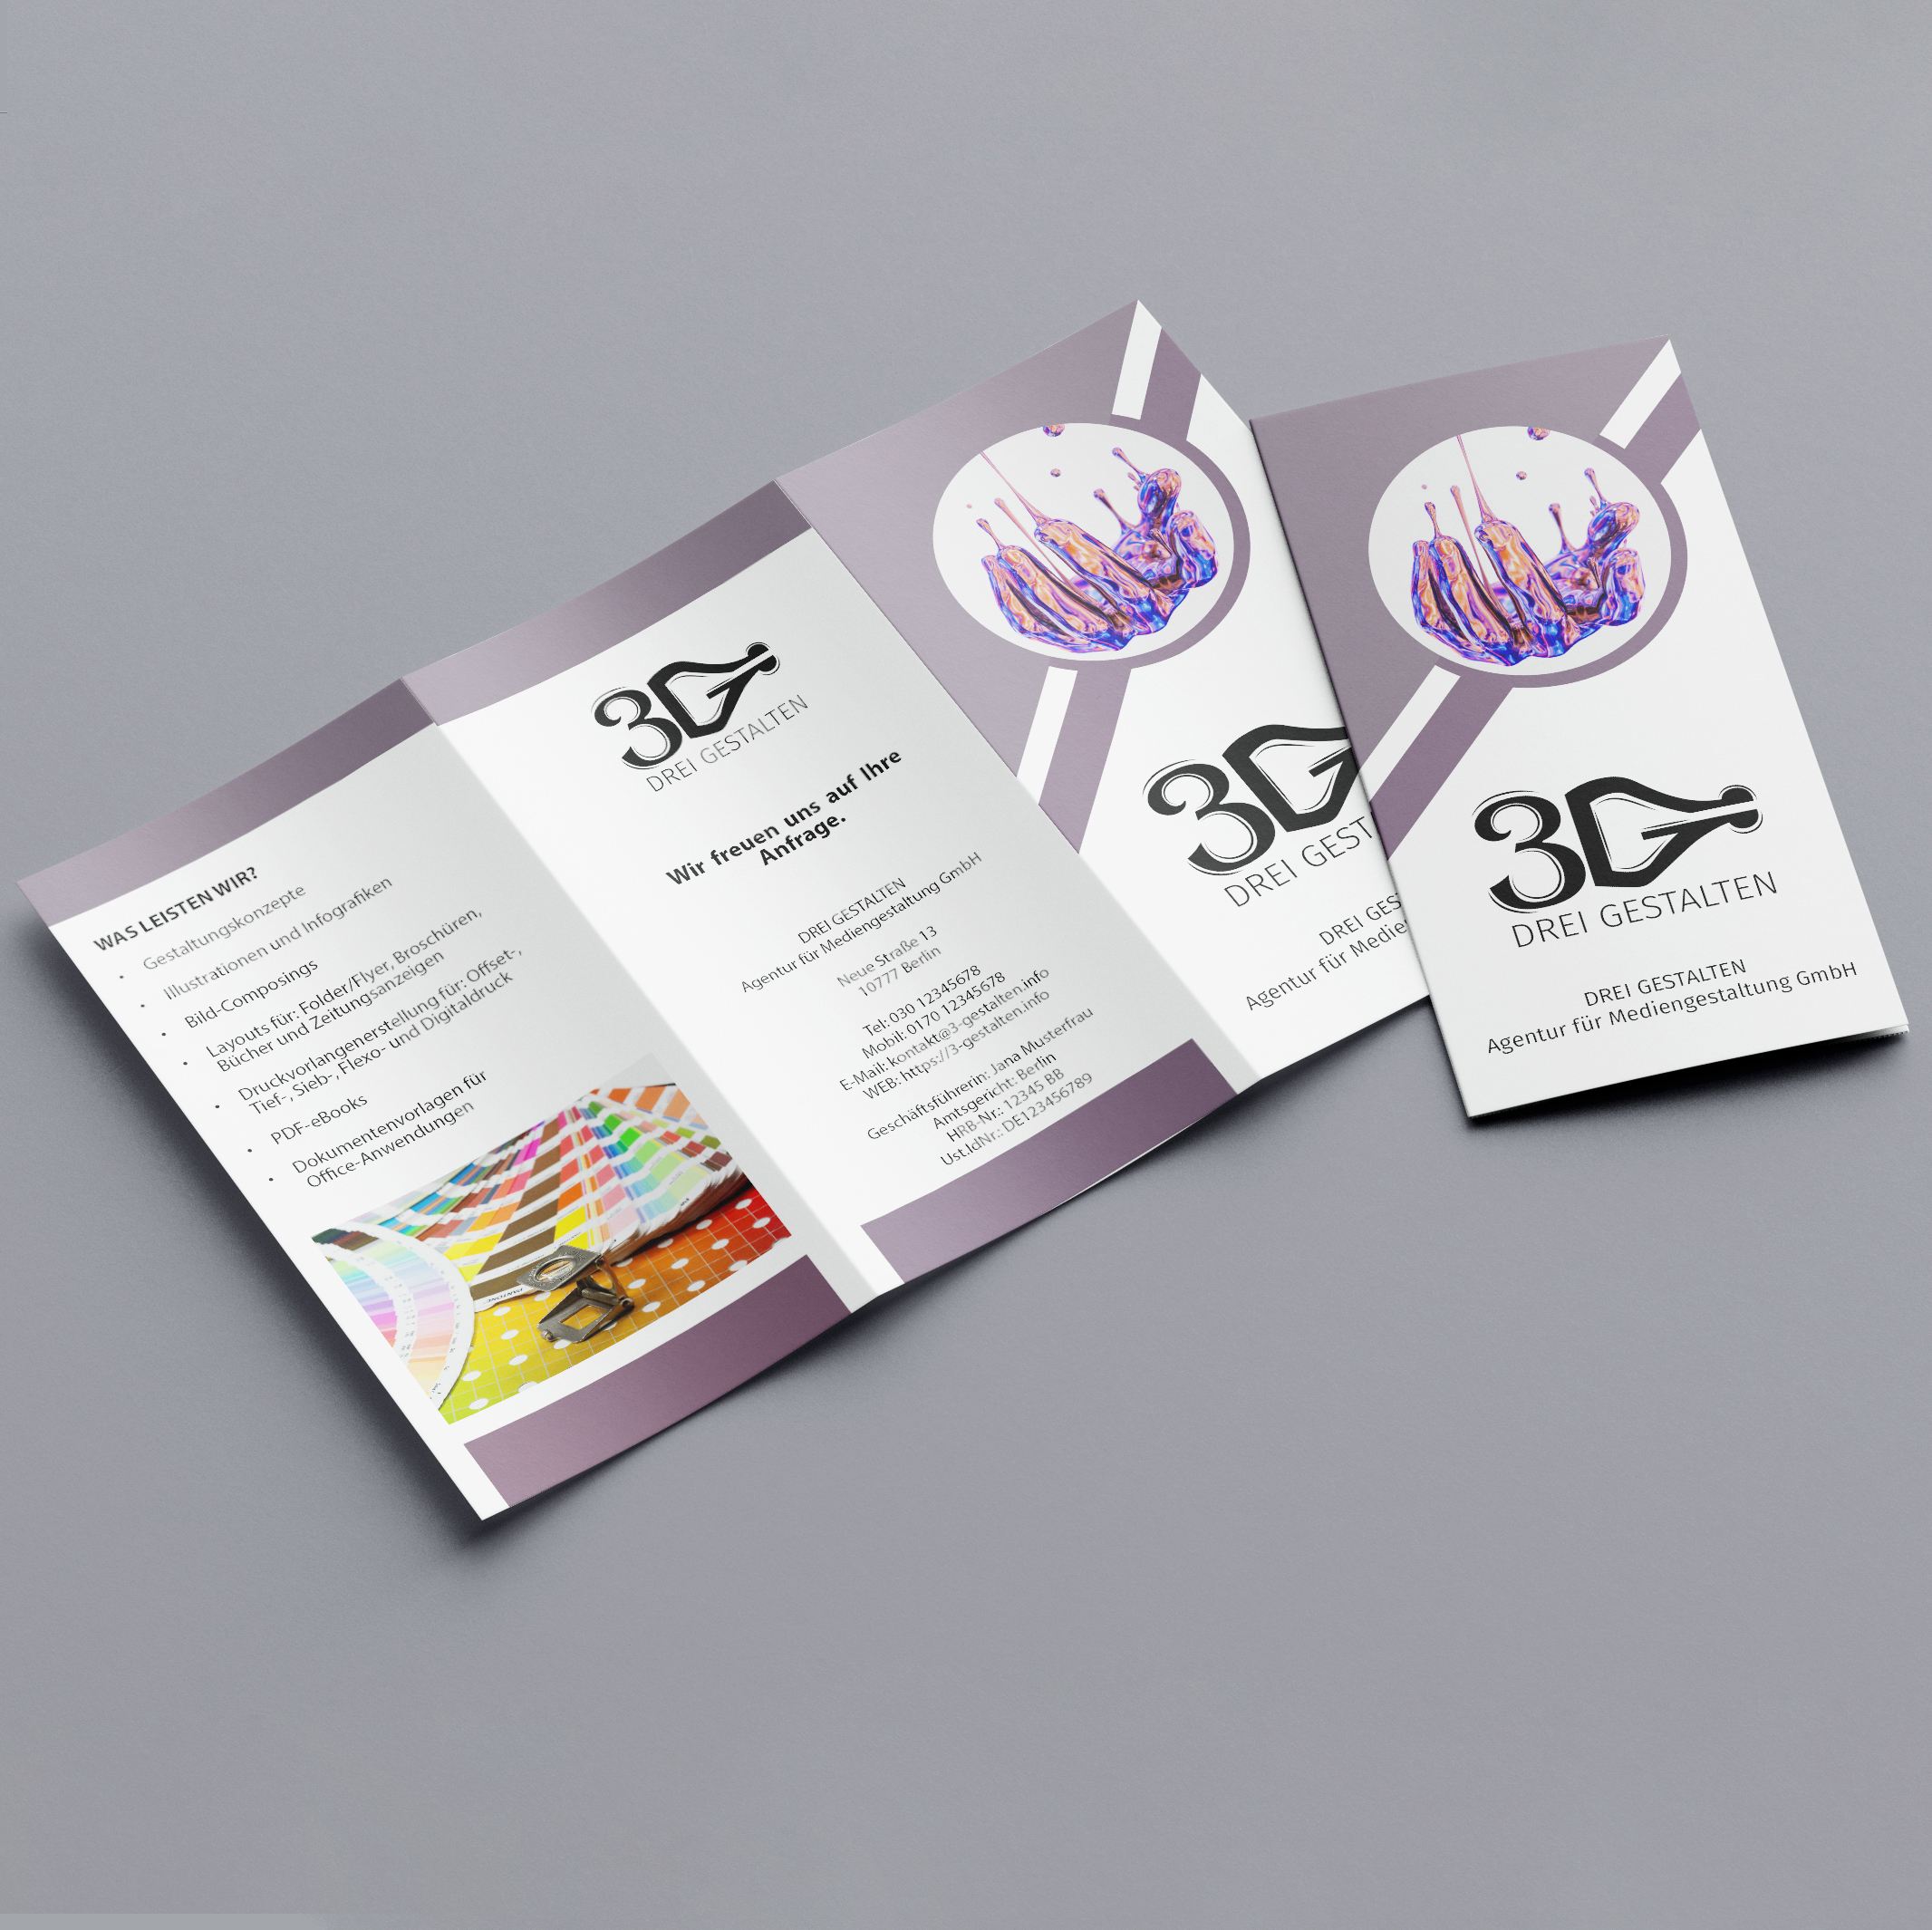 WAS LEISTEN WIR?
• Gestaltungskonzepte
• Illustrationen und Infografiken
• Bild-Composings
• Layouts für: Folder/Flyer, Broschüren,
Bücher und Zeitungsanzeigen
• Druckvorlangenerstellung für: Offset-,
Tief-, Sieb-, Flexo- und Digitaldruck
• PDF-eBooks
• Dokumentenvorlagen für
Office-Anwendungen
PANTONE
3G
DREI GESTALTEN
Wir freuen uns auf Ihre
Anfrage.
DREI GESTALTEN
Agentur für Mediengestaltung GmbH
Neue Straße 13
10777 Berlin
Tel: 030 12345678
Mobil: 0170 12345678
E-Mail: kontakt@3-gestalten.info
WEB: https://3-gestalten.info
Geschäftsführerin: Jana Musterfrau
Amtsgericht: Berlin
HRB-Nr.: 12345 BB
Ust.IdNr.: DE123456789
3G
DREI GEST
DREI GES
Agentur für Medie
3G
DREI GESTALTEN
DREI GESTALTEN
Agentur für Mediengestaltung GmbH